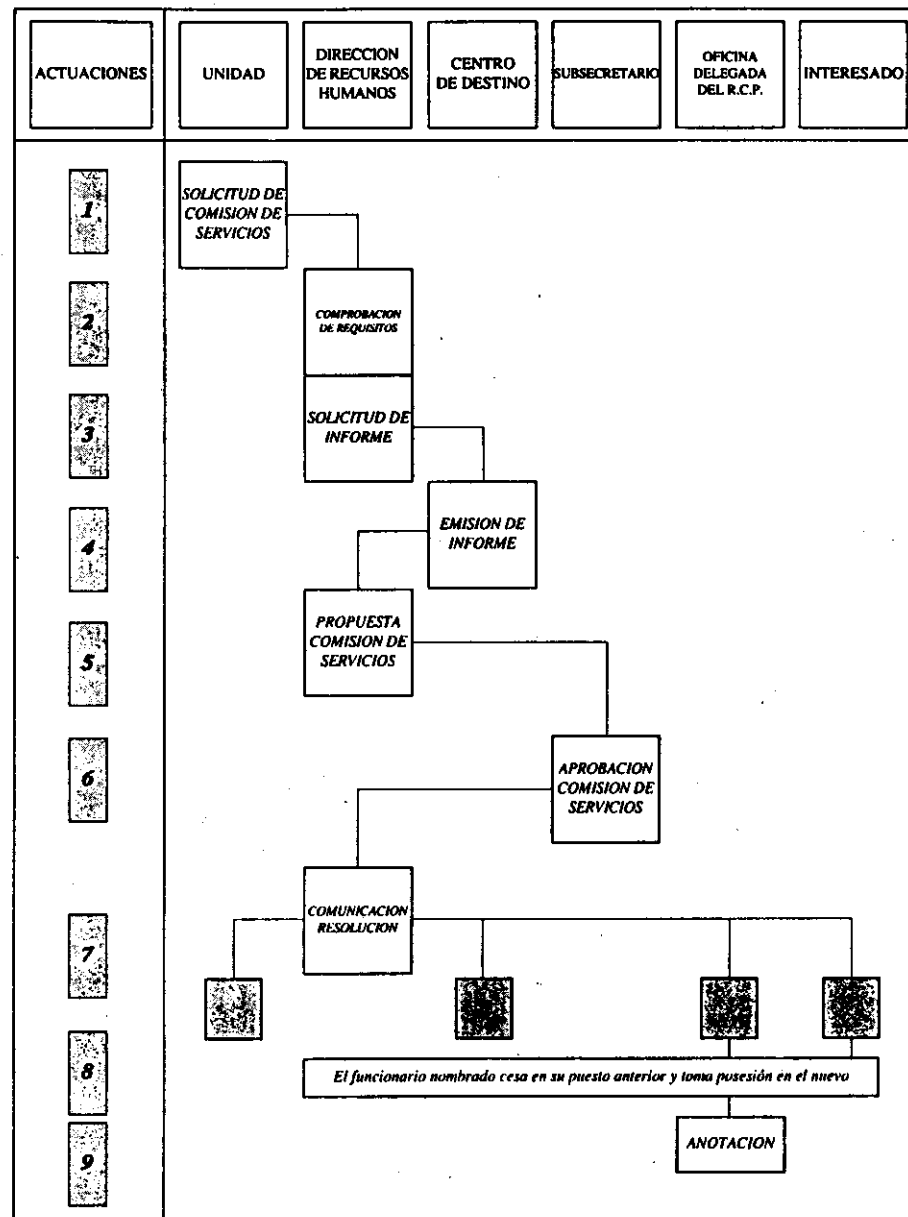 ACTUACIONES
UNIDAD
DIRECCION
DE RECURSOS
HUMANOS
CENTRO
DE DESTINO
SUBSECRETARIO
OFICINA
DELEGADA
DEL R.C.P.
INTERESADO
1
SOLICITUD DE
COMISION DE
SERVICIOS
2
COMPROBACION
DE REQUISITOS
3
SOLICITUD DE
INFORME
4
EMISION DE
INFORME
5
PROPUESTA
COMISION DE
SERVICIOS
6
APROBACION
COMISION DE
SERVICIOS
7
COMUNICACION
RESOLUCION
8
El funcionario nombrado cesa en su puesto anterior y toma posesión en el nuevo
9
ANOTACION